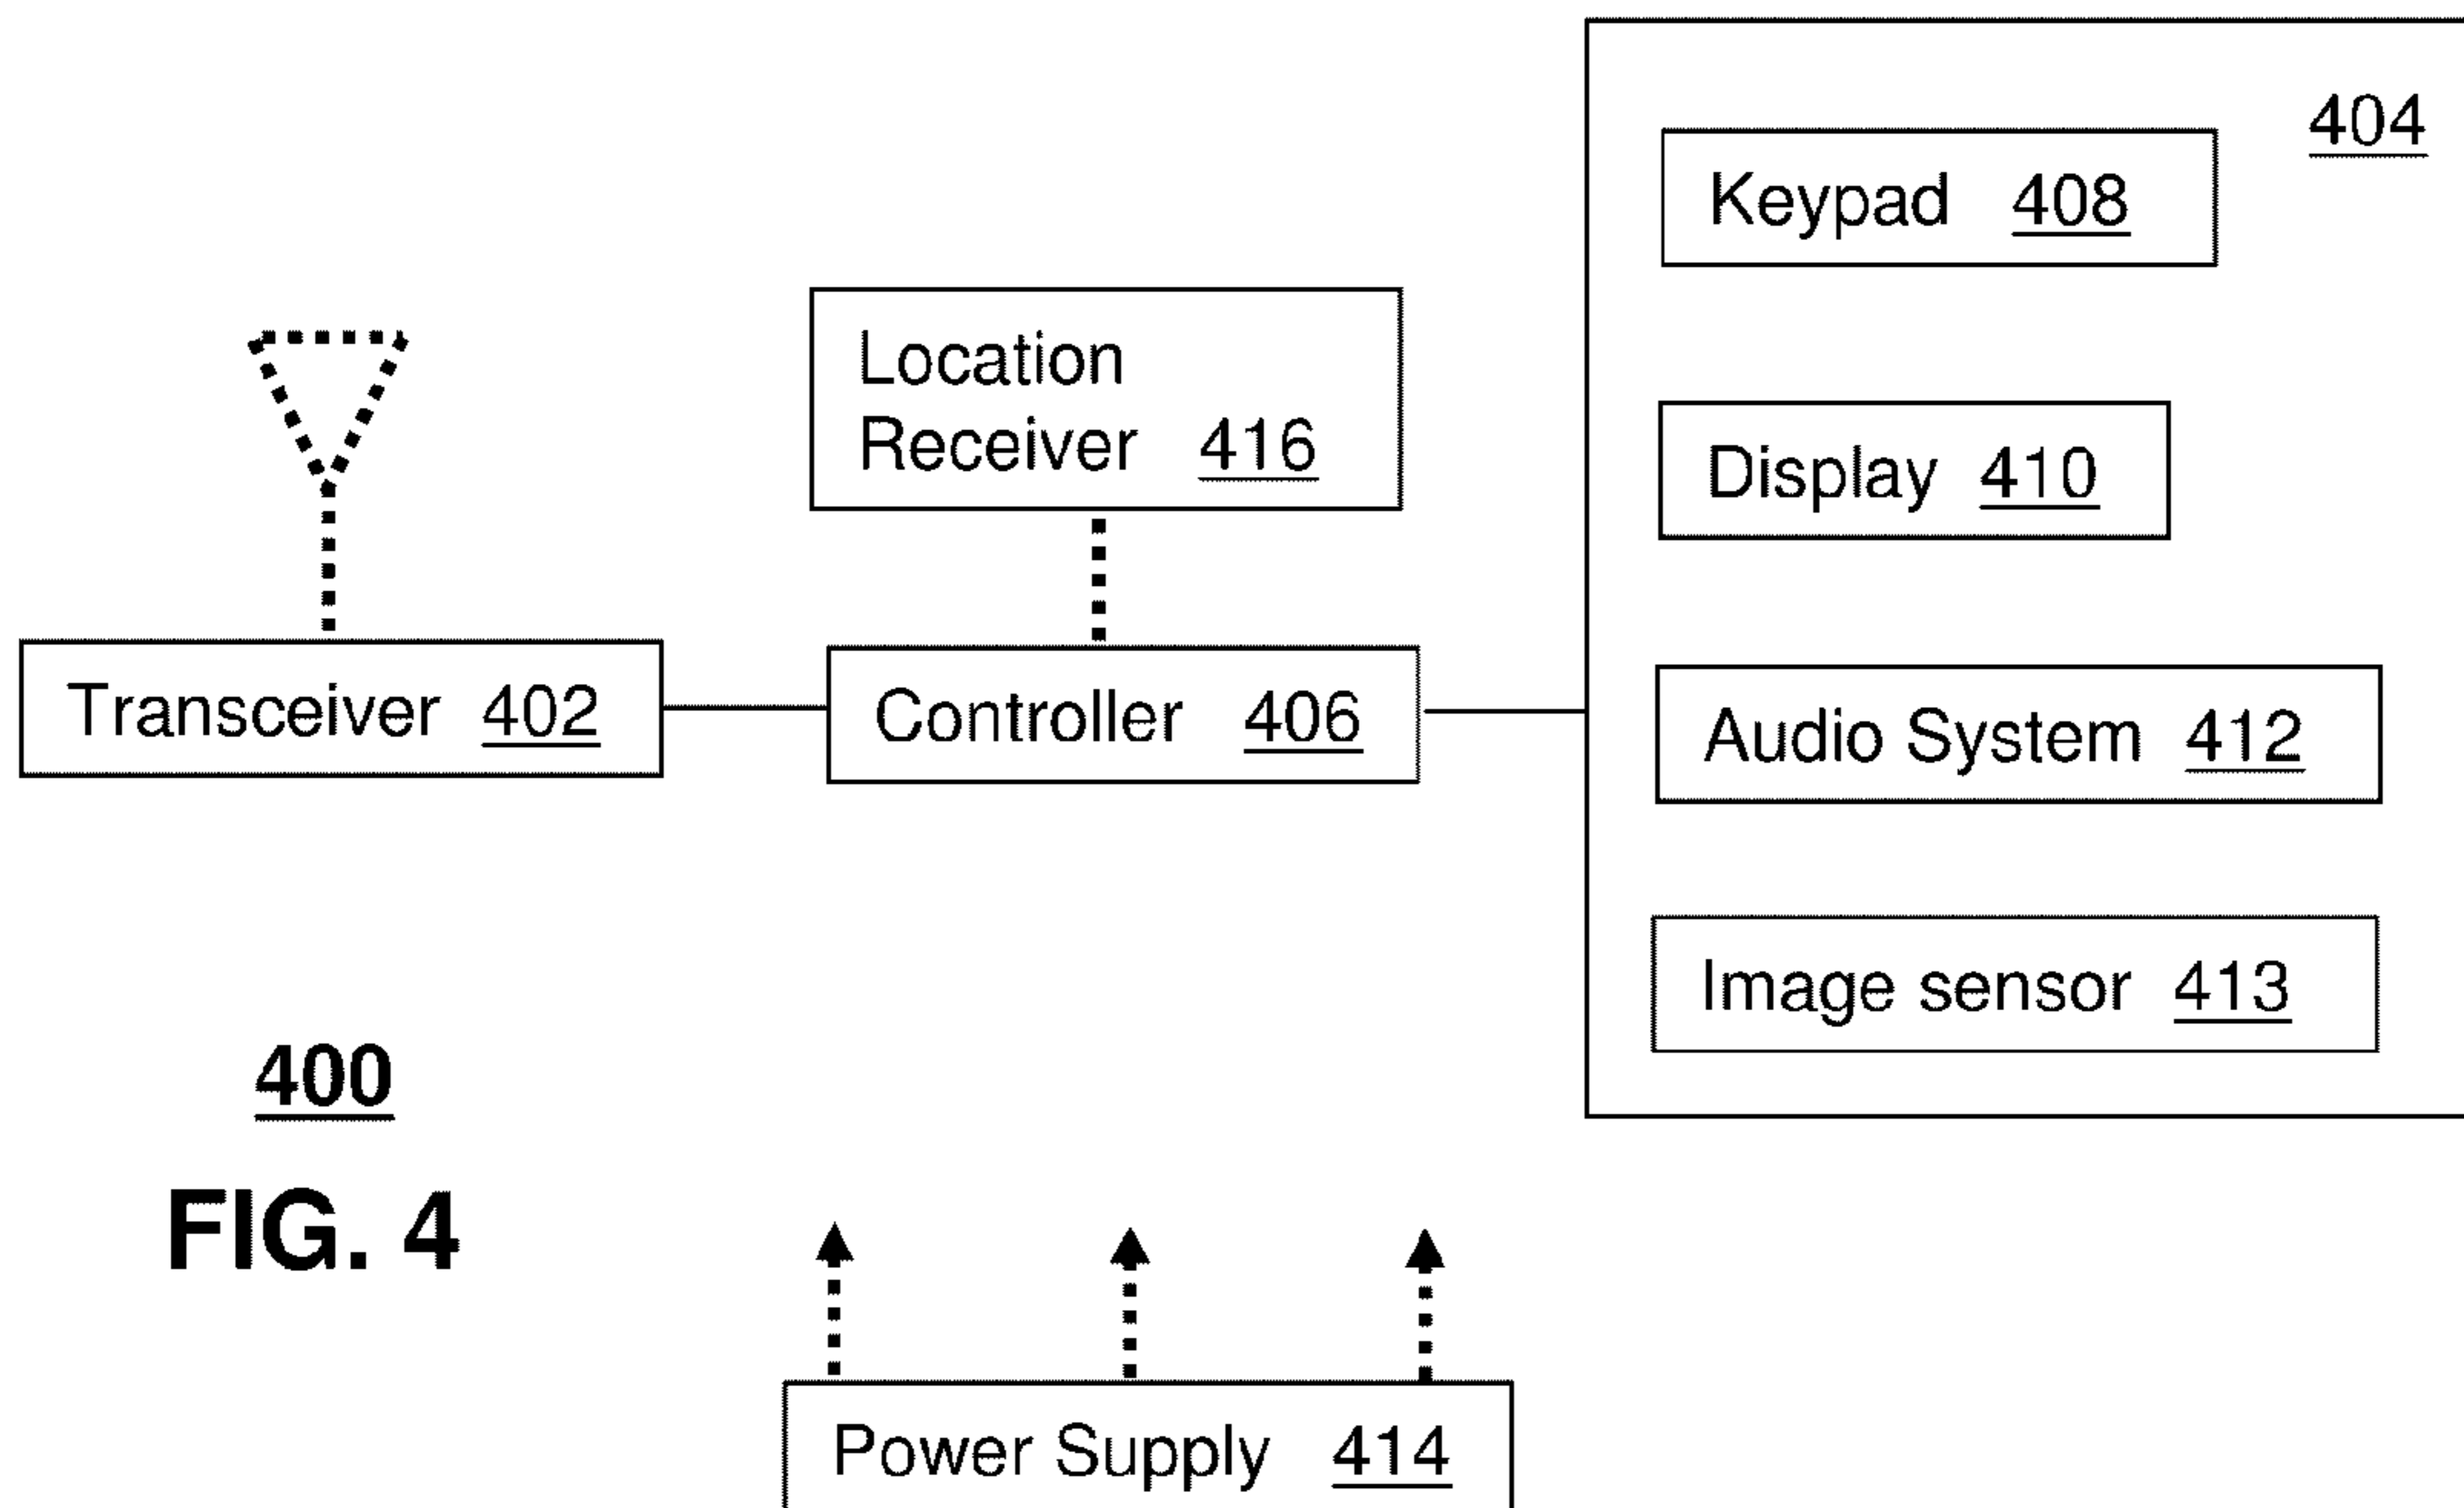 404
Keypad 408
Location
Receiver 416
Display 410
Transceiver 402
Controller 406
Audio System 412
Image sensor 413
400
FIG. 4
Power Supply 414